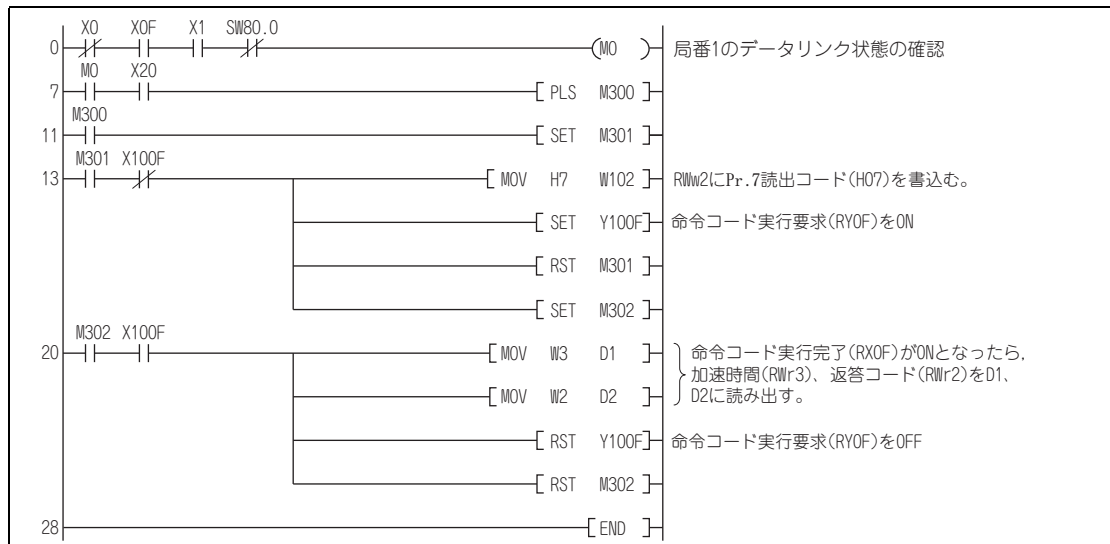 X0 X0F X1 SW80.0
0 (M0 ) 局番1のデータリンク状態の確認
M0 X20
7 [ PLS M300 ]
M300
11 [ SET M301 ]
M301 X100F
13 [ MOV H7 W102 ] RWw2にPr.7読出コード(H07)を書込む。
[ SET Y100F] 命令コード実行要求(RY0F)をON
[ RST M301 ]
[ SET M302 ]
M302 X100F
20 [ MOV W3 D1 ] 命令コード実行完了(RX0F)がONとなったら,
加速時間(RWr3)、返答コード(RWr2)をD1、
[ MOV W2 D2 ] D2に読み出す。
[ RST Y100F] 命令コード実行要求(RY0F)をOFF
[ RST M302 ]
28 [ END ]